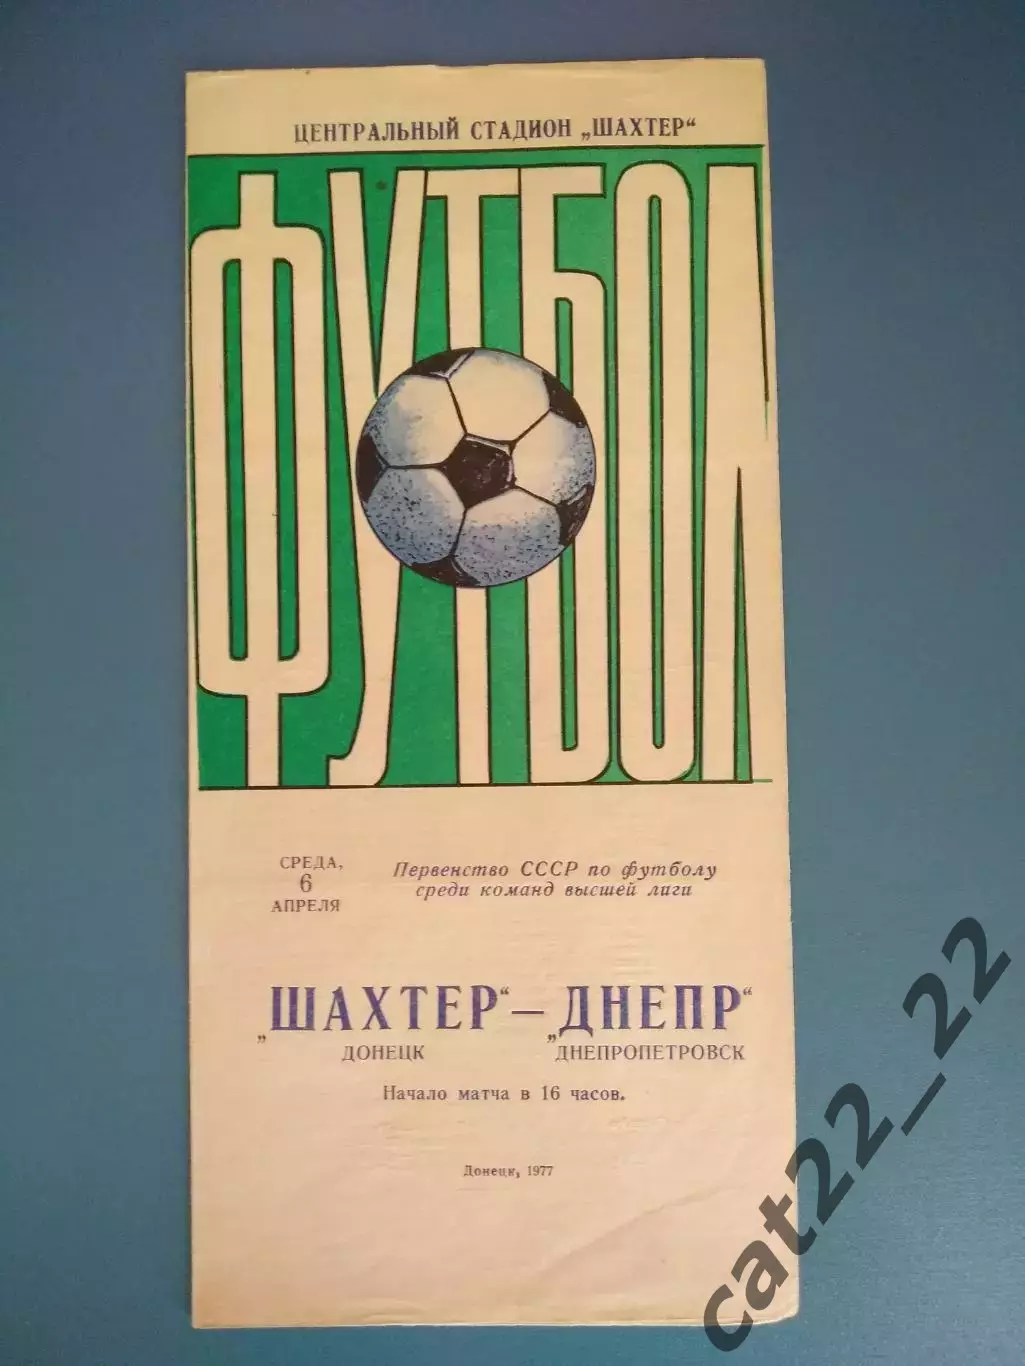 ЦЕНТРАЛЬНЫЙ СТАДИОН „ШАХТЕР“
ФУТБОЛ
СРЕДА,
6
АПРЕЛЯ
Первенство СССР по футболу
среди команд высшей лиги
„ШАХТЕР“ — „ДНЕПР“
ДОНЕЦК ДНЕПРОПЕТРОВСК
Начало матча в 16 часов.
Донецк, 1977
cat22_22